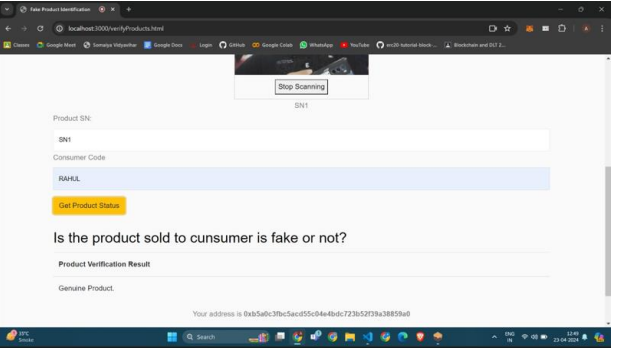 Fake Product Identification
localhost:3000/verifyProducts.html
Classes Google Meet Somaiya Vidyavihar Google Docs Login GitHub Google Colab WhatsApp YouTube erc20-tutorial-block-... Blockchain and DLT 2...
Stop Scanning
SN1
Product SN:
SN1
Consumer Code
RAHUL
Get Product Status
Is the product sold to cunsumer is fake or not?
Product Verification Result
Genuine Product.
Your address is 0xb5a0c3fbc5acd55c04e4bdc723b52f39a38859a0
35°C
Smoke
Search
ENG
IN
12:49
23-04-2024